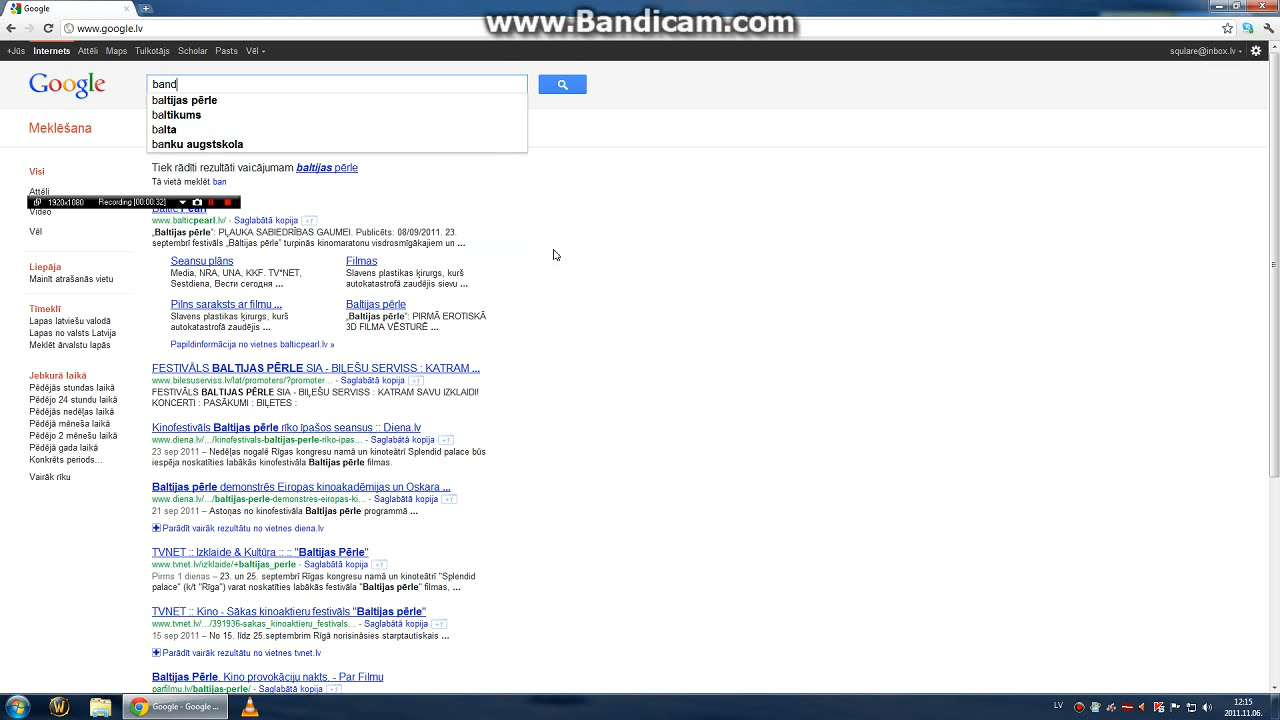 Google
www.Bandicam.com
www.google.lv
+Jūs Internets Attēli Maps Tulkotājs Scholar Pasts Vēl
squlare@inbox.lv
Google
band
baltijas pērle
baltikums
balta
banku augstskola
Meklēšana
Visi
Attēli
Video
Vēl
1920x1080 Recording [00:00:32]
Liepāja
Mainīt atrašanās vietu
Tīmeklī
Lapas latviešu valodā
Lapas no valsts Latvija
Meklēt ārvalstu lapās
Jebkurā laikā
Pēdējās stundas laikā
Pēdējo 24 stundu laikā
Pēdējās nedēļas laikā
Pēdējā mēneša laikā
Pēdējo 2 mēnešu laikā
Pēdējā gada laikā
Konkrēts periods...
Vairāk rīku
Tiek rādīti rezultāti vaicājumam baltijas pērle
Tā vietā meklēt ban
Baltic Pearl
www.balticpearl.lv/ - Saglabātā kopija +1
„Baltijas pērle”: PĻAUKA SABIEDRĪBAS GAUMEI. Publicēts: 08/09/2011. 23.
septembrī festivāls „Baltijas pērle” turpinās kinomaratonu visdrosmīgākajiem un ...
Seansu plāns
Media, NRA, UNA, KKF. TV*NET,
Sestdiena, Вести сегодня ...
Filmas
Slavens plastikas ķirurgs, kurš
autokatastrofā zaudējis sievu ...
Pilns saraksts ar filmu ...
Slavens plastikas ķirurgs, kurš
autokatastrofā zaudējis ...
Baltijas pērle
„Baltijas pērle”: PIRMĀ EROTISKĀ
3D FILMA VĒSTURĒ ...
Papildinformācija no vietnes balticpearl.lv »
FESTIVĀLS BALTIJAS PĒRLE SIA - BIĻEŠU SERVISS : KATRAM ...
www.bilesuserviss.lv/lat/promoters/?promoter... - Saglabātā kopija +1
FESTIVĀLS BALTIJAS PĒRLE SIA - BIĻEŠU SERVISS : KATRAM SAVU IZKLAIDI!
KONCERTI : PASĀKUMI : BIĻETES :
Kinofestivāls Baltijas pērle rīko īpašos seansus :: Diena.lv
www.diena.lv/.../kinofestivals-baltijas-perle-riko-ipas... - Saglabātā kopija +1
23 sep 2011 – Nedēļas nogalē Rīgas kongresu namā un kinoteātrī Splendid palace būs
iespēja noskatīties labākās kinofestivāla Baltijas pērle filmas.
Baltijas pērle demonstrēs Eiropas kinoakadēmijas un Oskara ...
www.diena.lv/.../baltijas-perle-demonstres-eiropas-ki... - Saglabātā kopija +1
21 sep 2011 – Astoņas no kinofestivāla Baltijas pērle programmā ...
Parādīt vairāk rezultātu no vietnes diena.lv
TVNET :: Izklaide & Kultūra :: :: "Baltijas Pērle"
www.tvnet.lv/izklaide/+baltijas_perle - Saglabātā kopija +1
Pirms 1 dienas – 23. un 25. septembrī Rīgas kongresu namā un kinoteātrī "Splendid
palace" (k/t "Rīga") varat noskatīties labākās festivāla "Baltijas pērle" filmas, ...
TVNET :: Kino - Sākas kinoaktieru festivāls "Baltijas pērle"
www.tvnet.lv/.../391936-sakas_kinoaktieru_festivals... - Saglabātā kopija +1
15 sep 2011 – No 15. līdz 25.septembrim Rīgā norisināsies starptautiskais ...
Parādīt vairāk rezultātu no vietnes tvnet.lv
Baltijas Pērle. Kino provokāciju nakts. - Par Filmu
parfilmu.lv/baltijas-perle/ - Saglabātā kopija +1
Google - Google ...
LV
12:15
2011.11.06.